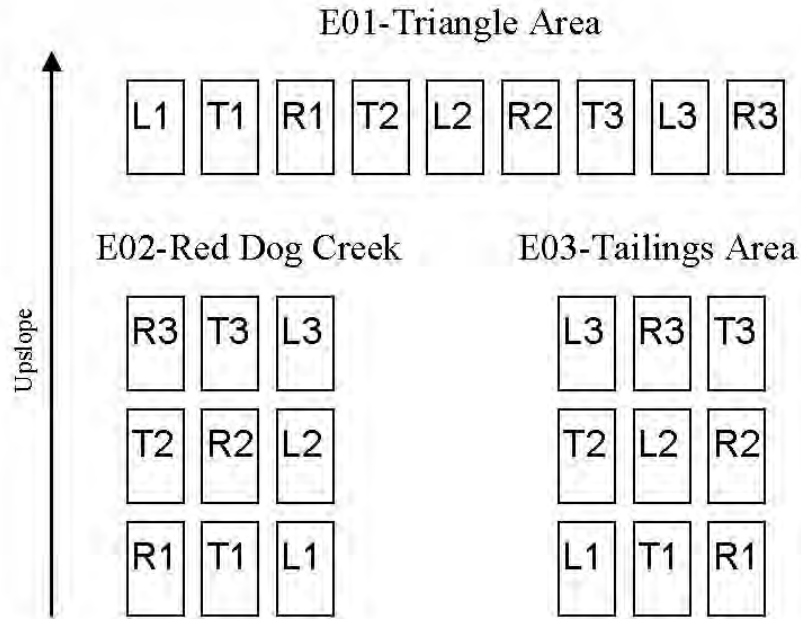 E01-Triangle Area
L1 T1 R1 T2 L2 R2 T3 L3 R3
E02-Red Dog Creek
E03-Tailings Area
Upslope
R3 T3 L3
L3 R3 T3
T2 R2 L2
T2 L2 R2
R1 T1 L1
L1 T1 R1